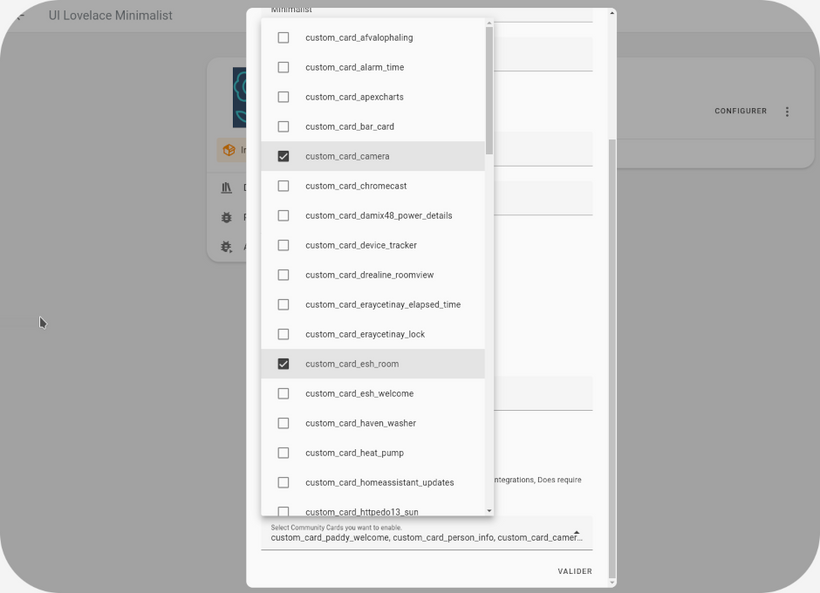 UI Lovelace Minimalist
Minimalist
custom_card_afvalophaling
custom_card_alarm_time
custom_card_apexcharts
CONFIGURER
custom_card_bar_card
custom_card_camera
custom_card_chromecast
custom_card_damix48_power_details
custom_card_device_tracker
custom_card_drealine_roomview
custom_card_eraycetinay_elapsed_time
custom_card_eraycetinay_lock
custom_card_esh_room
custom_card_esh_welcome
custom_card_haven_washer
custom_card_heat_pump
custom_card_homeassistant_updates
ntegrations, Does require
custom_card_httpedo13_sun
Select Community Cards you want to enable.
custom_card_paddy_welcome, custom_card_person_info, custom_card_camer...
VALIDER